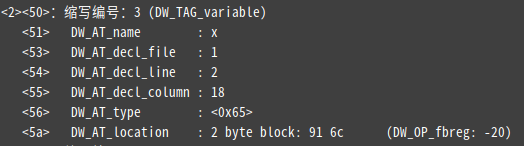 <2><50>：缩写编号：3 (DW_TAG_variable)
<51>   DW_AT_name        : x
<53>   DW_AT_decl_file   : 1
<54>   DW_AT_decl_line   : 2
<55>   DW_AT_decl_column : 18
<56>   DW_AT_type        : <0x65>
<5a>   DW_AT_location    : 2 byte block: 91 6c      (DW_OP_fbreg: -20)